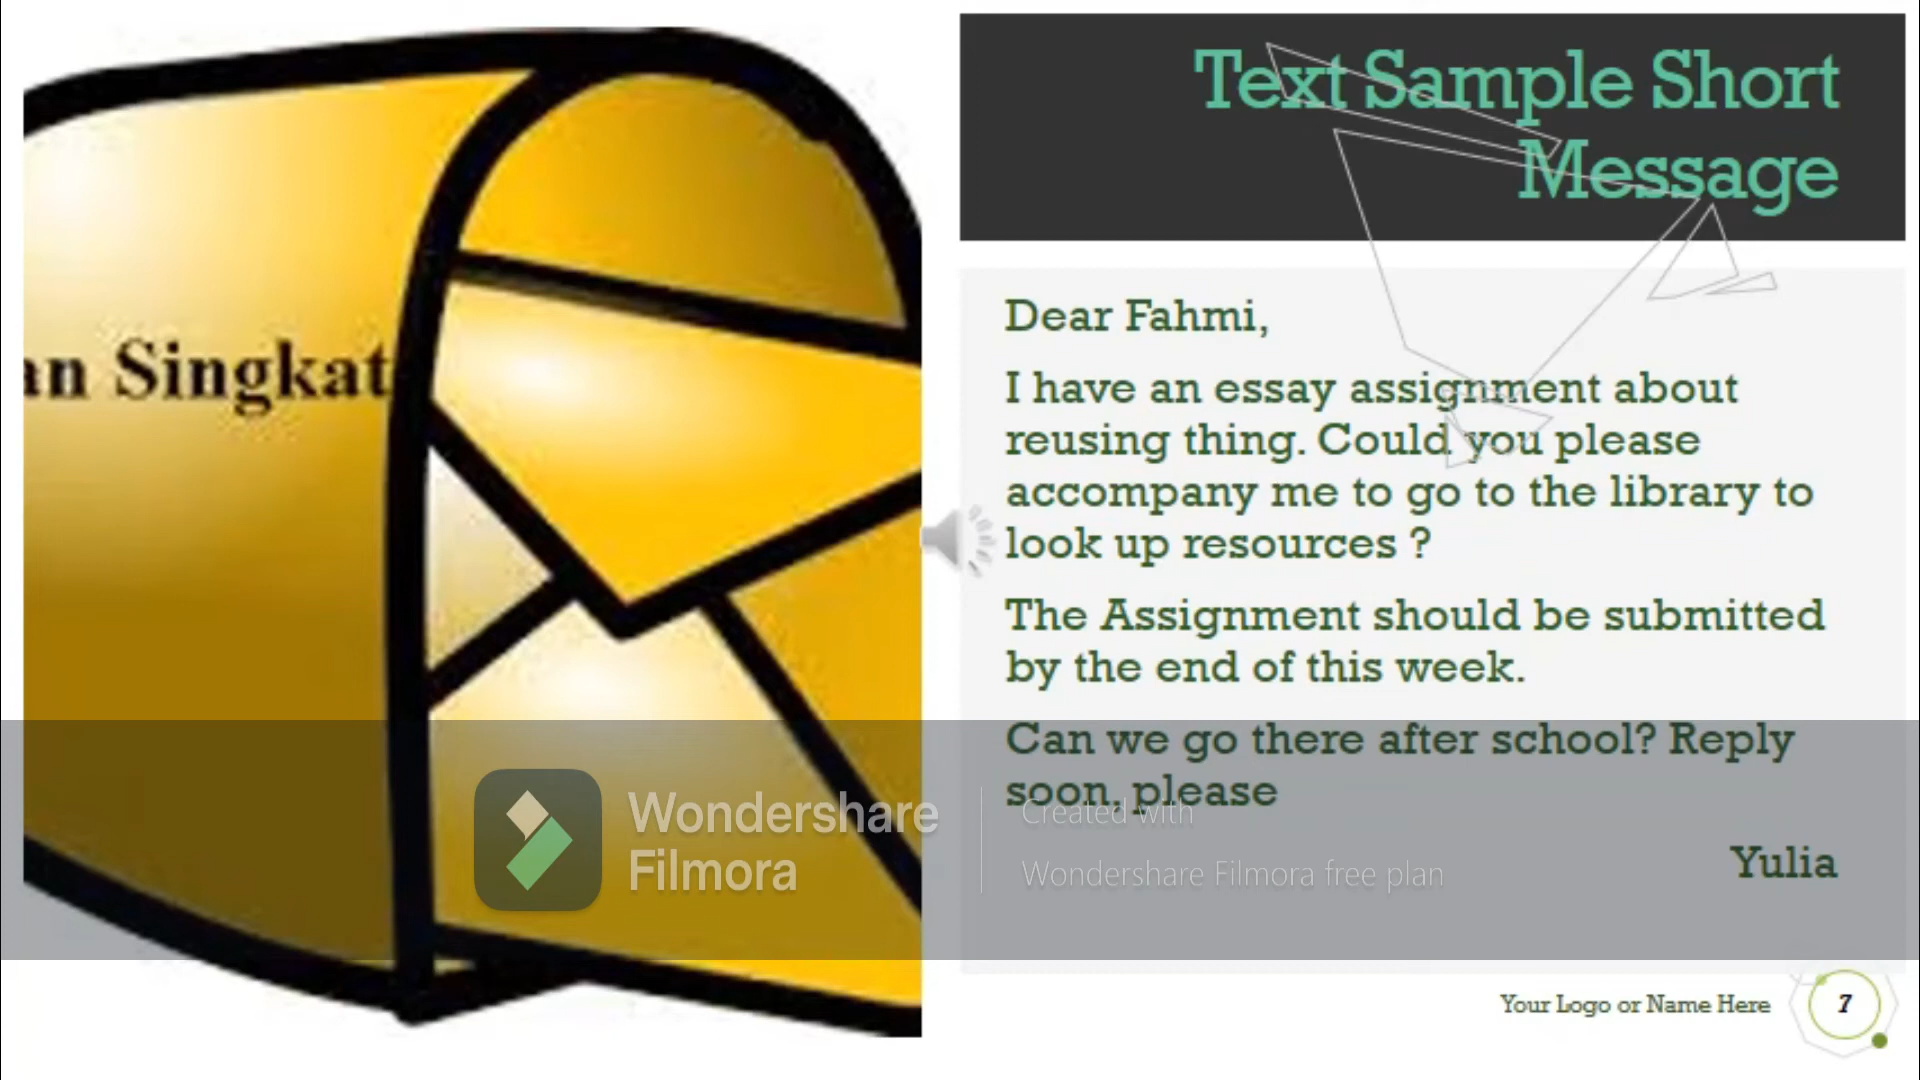 Text Sample Short
Message
an Singkat
Dear Fahmi,
I have an essay assignment about
reusing thing. Could you please
accompany me to go to the library to
look up resources ?
The Assignment should be submitted
by the end of this week.
Can we go there after school? Reply
soon, please
Yulia
Wondershare
Filmora
Created with
Wondershare Filmora free plan
Your Logo or Name Here
7